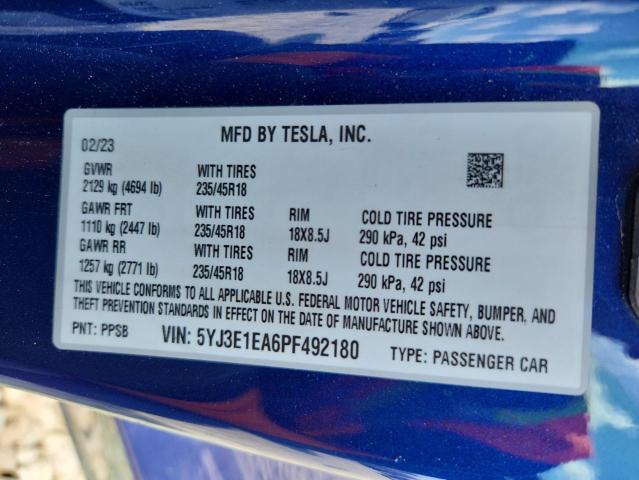 MFD BY TESLA, INC.
02/23
GVWR WITH TIRES
2129 kg (4694 lb) 235/45R18
GAWR FRT WITH TIRES RIM COLD TIRE PRESSURE
1110 kg (2447 lb) 235/45R18 18X8.5J 290 kPa, 42 psi
GAWR RR WITH TIRES RIM COLD TIRE PRESSURE
1257 kg (2771 lb) 235/45R18 18X8.5J 290 kPa, 42 psi
THIS VEHICLE CONFORMS TO ALL APPLICABLE U.S. FEDERAL MOTOR VEHICLE SAFETY, BUMPER, AND
THEFT PREVENTION STANDARDS IN EFFECT ON THE DATE OF MANUFACTURE SHOWN ABOVE.
PNT: PPSB VIN: 5YJ3E1EA6PF492180 TYPE: PASSENGER CAR